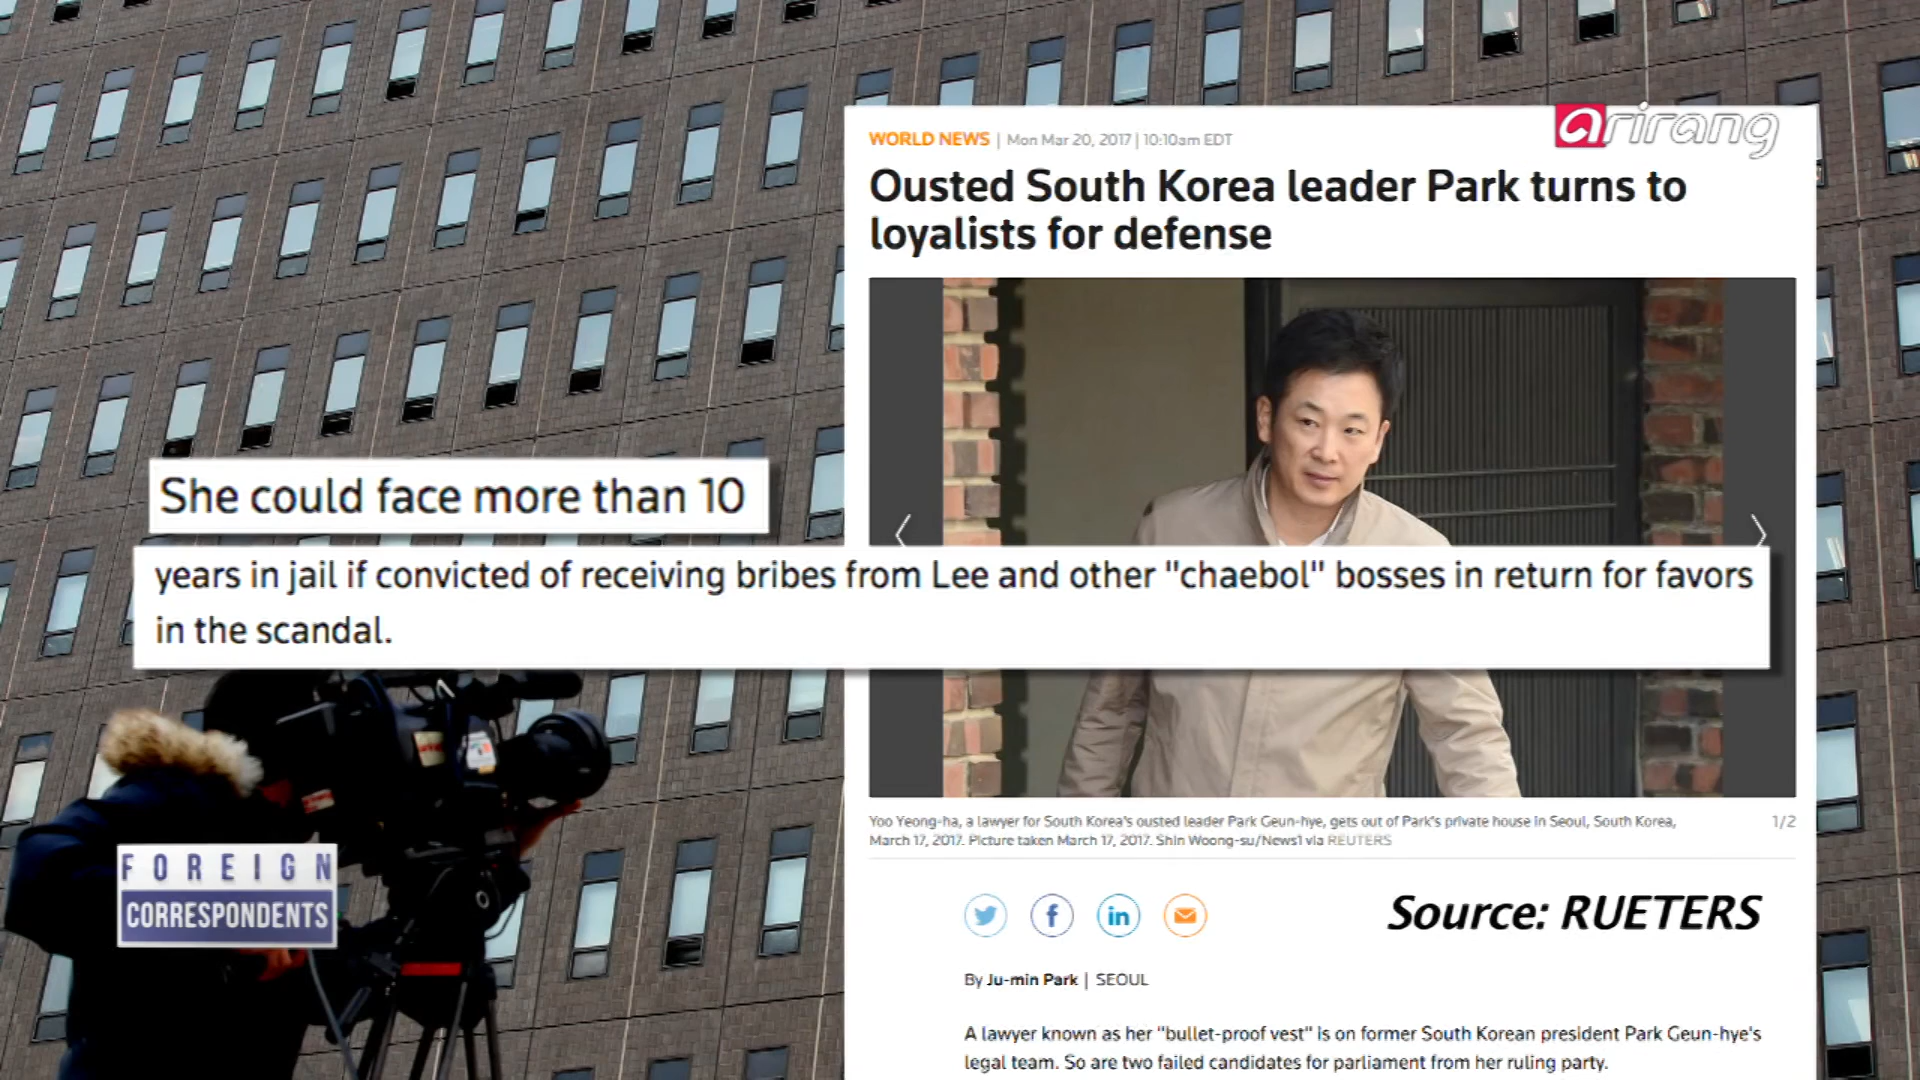 arirang
WORLD NEWS | Mon Mar 20, 2017 | 10:10am EDT
Ousted South Korea leader Park turns to
loyalists for defense
She could face more than 10
years in jail if convicted of receiving bribes from Lee and other "chaebol" bosses in return for favors
in the scandal.
Yoo Yeong-ha, a lawyer for South Korea's ousted leader Park Geun-hye, gets out of Park's private house in Seoul, South Korea,
March 17, 2017. Picture taken March 17, 2017. Shin Woong-su/News1 via REUTERS
1/2
FOREIGN
CORRESPONDENTS
Source: RUETERS
By Ju-min Park | SEOUL
A lawyer known as her "bullet-proof vest" is on former South Korean president Park Geun-hye's
legal team. So are two failed candidates for parliament from her ruling party.